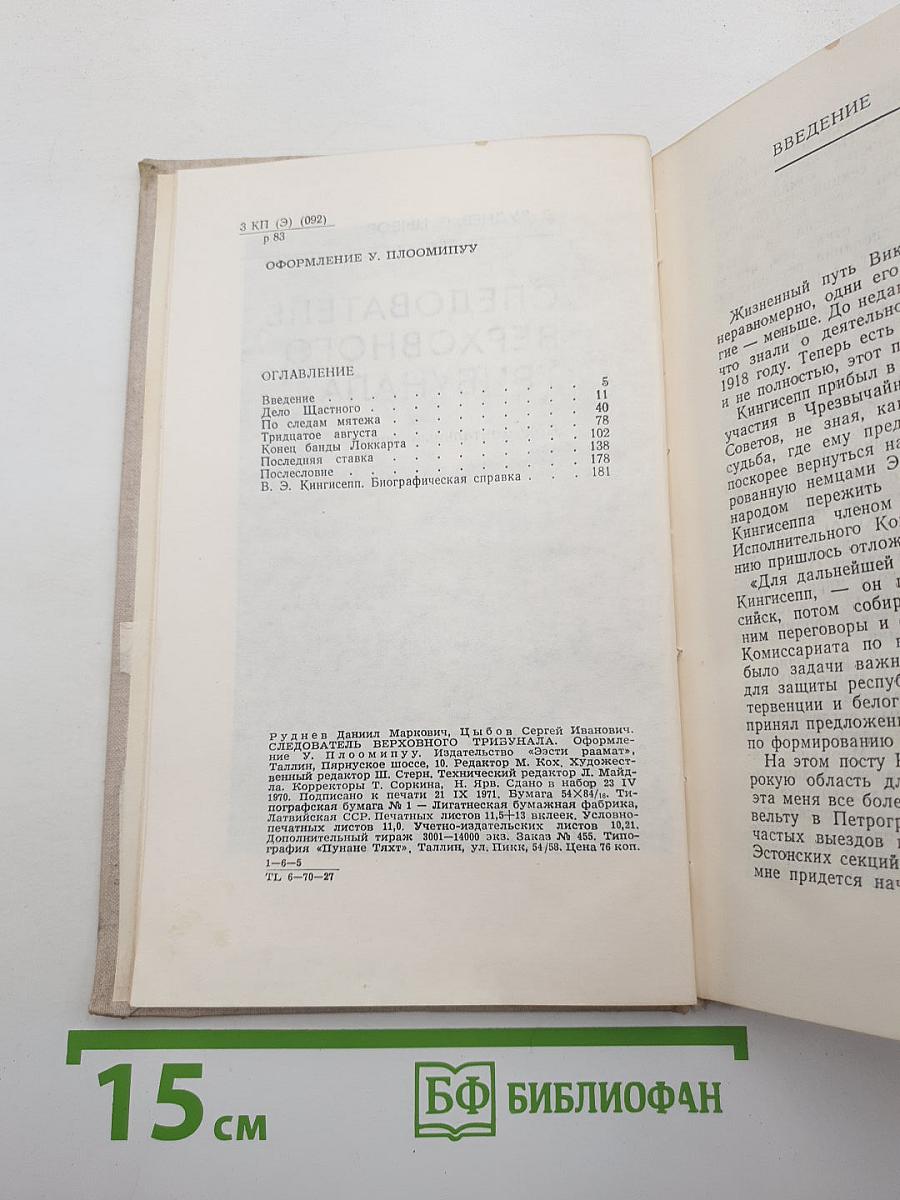 3 КП (Э) (092)
р 83
ОФОРМЛЕНИЕ У. ПЛООМИПУУ
ОГЛАВЛЕНИЕ
Введение . . . . . . . . . . 5
Дело Щастного . . . . . . . . . 11
По следам мятежа . . . . . . . . 40
Тридцатое августа . . . . . . . . 78
Конец банды Локкарта . . . . . . . 102
Последняя ставка . . . . . . . . 138
Послесловие . . . . . . . . . 178
В. Э. Кингисепп. Биографическая справка . . . 181
Руднев Даниил Маркович, Цыбов Сергей Иванович.
СЛЕДОВАТЕЛЬ ВЕРХОВНОГО ТРИБУНАЛА. Оформле-
ние У. Плоомипуу. Издательство «Ээсти раамат»,
Таллин, Пярнуское шоссе, 10. Редактор М. Кох, Художест-
венный редактор Ш. Стерн, Технический редактор Л. Майд-
ла. Корректоры Т. Соркина, Н. Ярв. Сдано в набор 23 IV
1970. Подписано к печати 21 IX 1971. Бумага 54×84/16. Ти-
пографская бумага № 1 — Лигатнеская бумажная фабрика,
Латвийская ССР. Печатных листов 11,5+13 вклеек. Условно-
печатных листов 11,0. Учетно-издательских листов 10,21.
Дополнительный тираж 3001—14000 экз. Заказ № 455. Типо-
графия «Пунане Тяхт», Таллин, ул. Пикк, 54/58. Цена 76 коп.
1—6—5
TL 6—70—27
ВВЕДЕНИЕ
Жизненный путь Вик
неравномерно, одни его
гие — меньше. До недав
что знали о деятельно
1918 году. Теперь есть
и не полностью, этот п
Кингисепп прибыл в
участия в Чрезвычайн
Советов, не зная, как
судьба, где ему пред
поскорее вернуться на
рованную немцами Э
народом пережить
Кингисеппа членом
Исполнительного Ко
нию пришлось отлож
«Для дальнейшей
Кингисепп, — он п
сийск, потом собир
ним переговоры и
Комиссариата по
было задачи важн
для защиты респуб
тервенции и белог
принял предложени
по формированию
На этом посту К
рокую область дл
эта меня все боле
вельту в Петрогр
частых выездов
Эстонских секций
мне придется нач
15 см
БФ БИБЛИОФАН